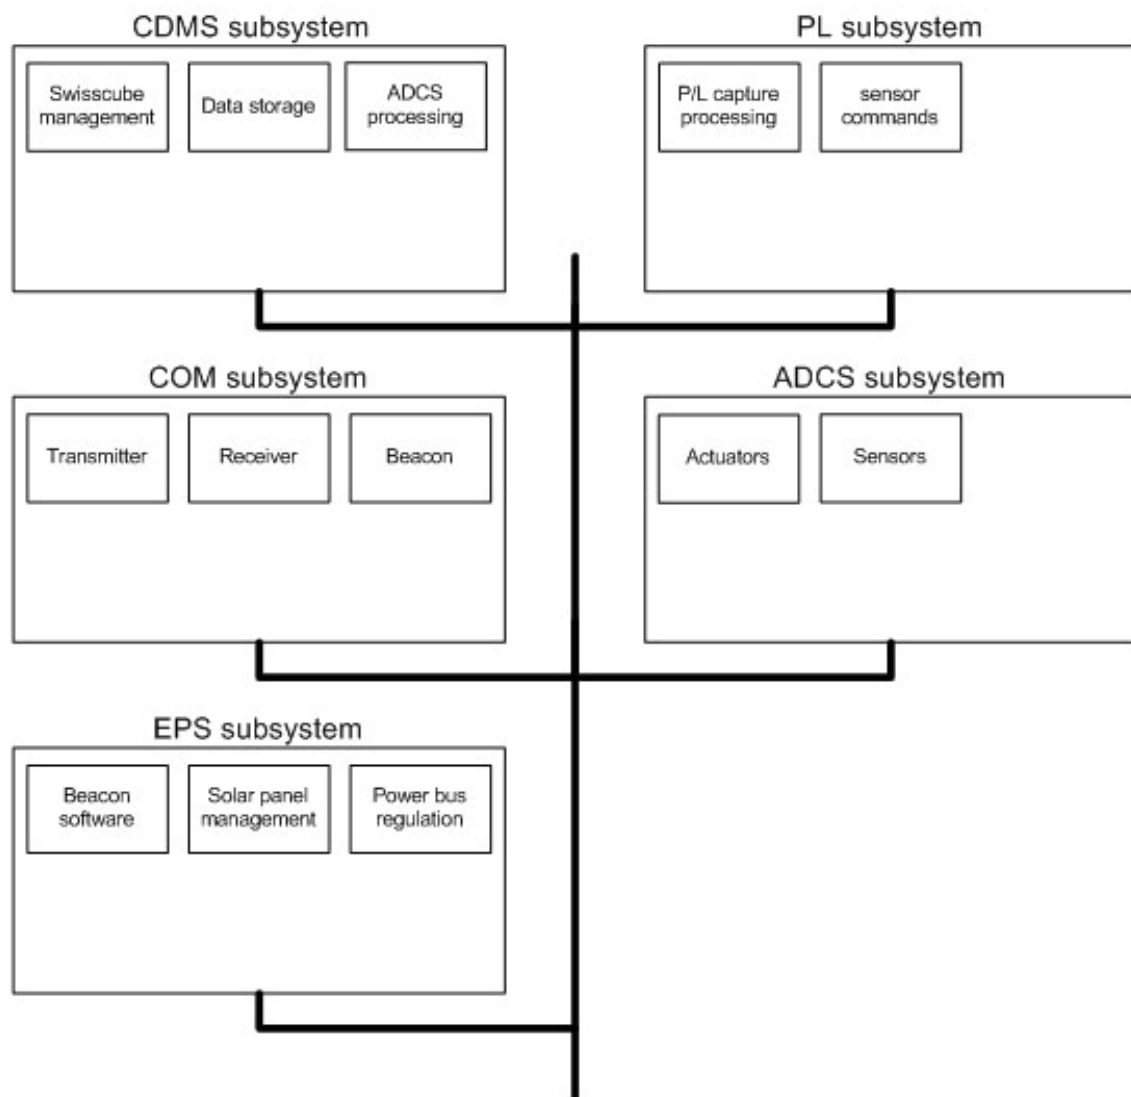 CDMS subsystem
Swisscube
management
Data storage
ADCS
processing
PL subsystem
P/L capture
processing
sensor
commands
COM subsystem
Transmitter
Receiver
Beacon
ADCS subsystem
Actuators
Sensors
EPS subsystem
Beacon
software
Solar panel
management
Power bus
regulation